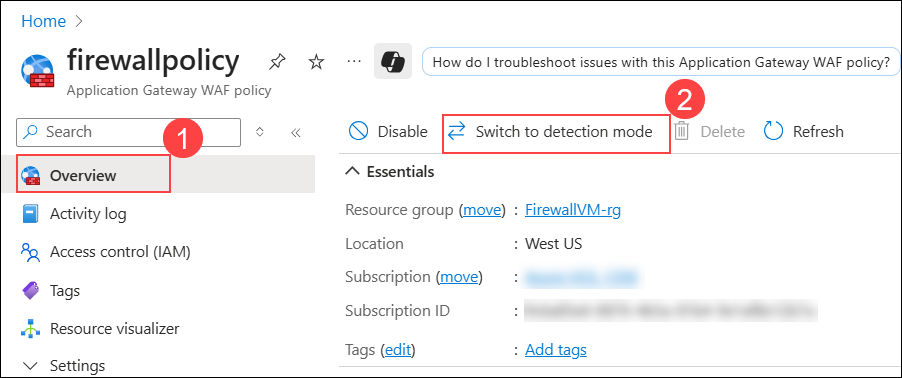 Home >
firewallpolicy
Application Gateway WAF policy
How do I troubleshoot issues with this Application Gateway WAF policy?
Search
1
2
Disable
Switch to detection mode
Delete
Refresh
Overview
Activity log
Access control (IAM)
Tags
Resource visualizer
Settings
Essentials
Resource group (move) : FirewallVM-rg
Location : West US
Subscription (move) :
Subscription ID :
Tags (edit) : Add tags